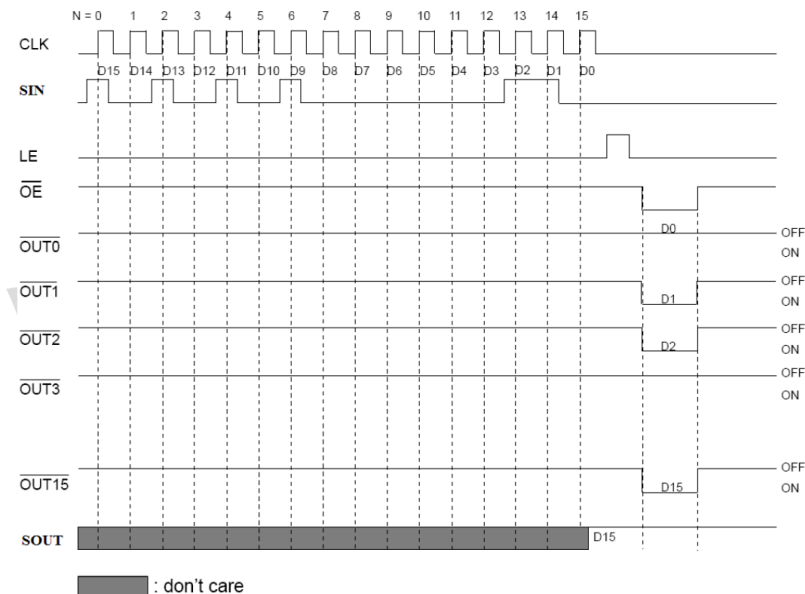 N = 0 1 2 3 4 5 6 7 8 9 10 11 12 13 14 15
CLK
D15 D14 D13 D12 D11 D10 D9 D8 D7 D6 D5 D4 D3 D2 D1 D0
SIN
LE
OE
D0
OUT0 OFF
ON
OUT1 OFF
D1 ON
OUT2 OFF
D2 ON
OUT3 OFF
ON
OUT15 OFF
D15 ON
SOUT D15
: don't care